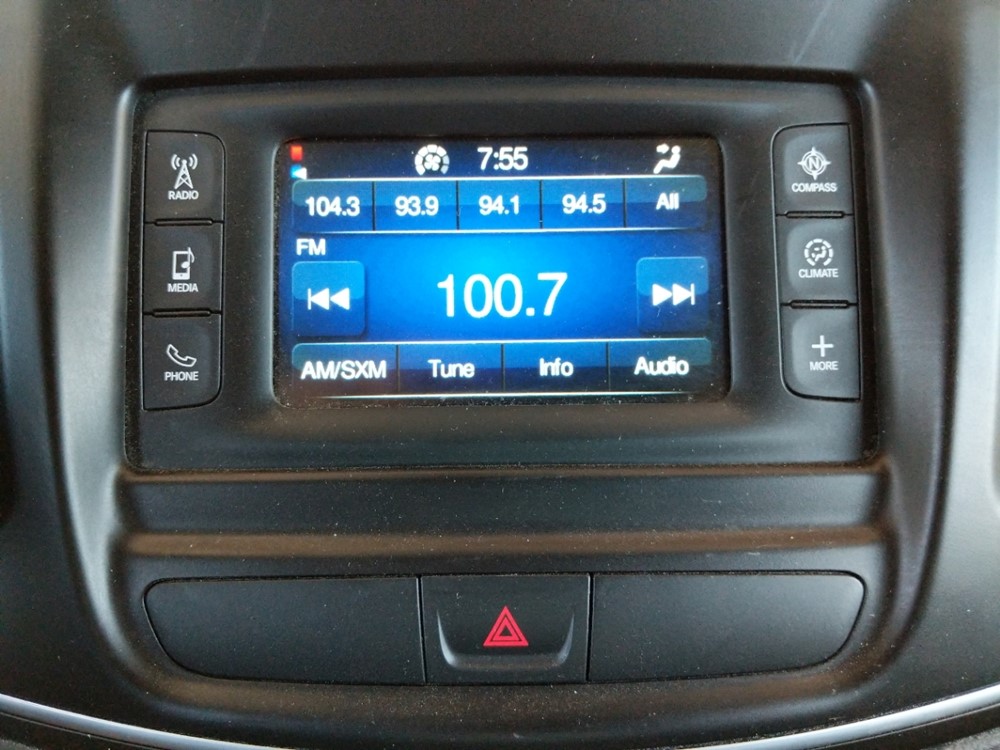 7:55
104.3 93.9 94.1 94.5 All
FM
100.7
AM/SXM Tune Info Audio
RADIO
MEDIA
PHONE
N
COMPASS
CLIMATE
MORE